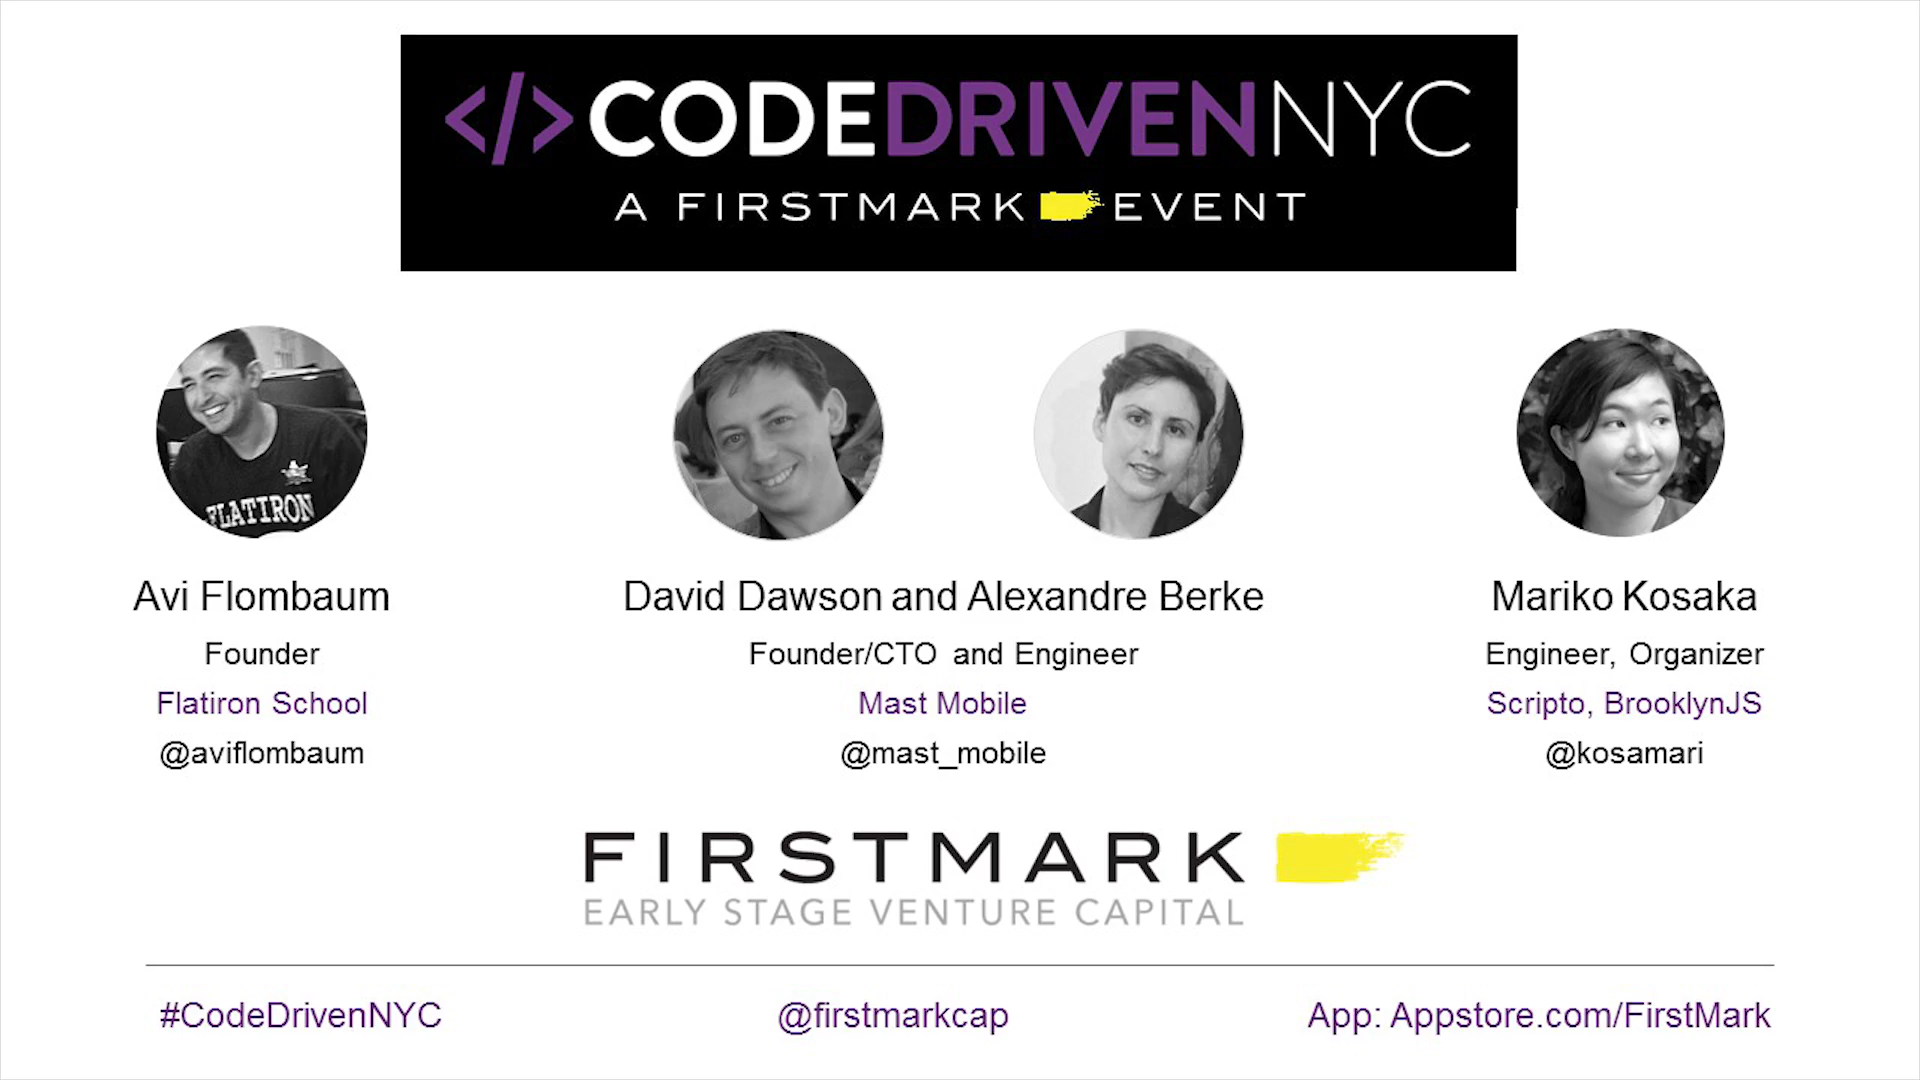 </>CODEDRIVENNYC
A FIRSTMARK EVENT
FLATIRON
Avi Flombaum
Founder
Flatiron School
@aviflombaum
David Dawson and Alexandre Berke
Founder/CTO and Engineer
Mast Mobile
@mast_mobile
Mariko Kosaka
Engineer, Organizer
Scripto, BrooklynJS
@kosamari
FIRSTMARK
EARLY STAGE VENTURE CAPITAL
#CodeDrivenNYC
@firstmarkcap
App: Appstore.com/FirstMark